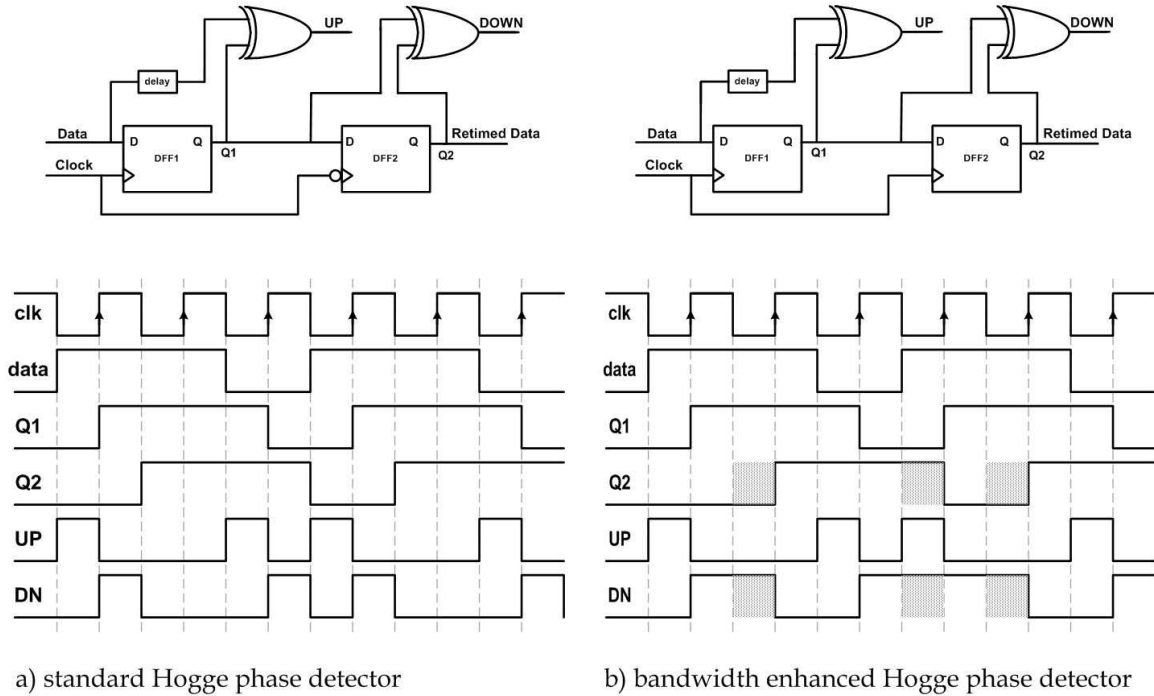 UP
DOWN
delay
Data
D Q
DFF1
Q1
D Q
DFF2
Retimed Data
Q2
Clock
UP
DOWN
delay
Data
D Q
DFF1
Q1
D Q
DFF2
Retimed Data
Q2
Clock
clk
data
Q1
Q2
UP
DN
clk
data
Q1
Q2
UP
DN
a) standard Hogge phase detector
b) bandwidth enhanced Hogge phase detector